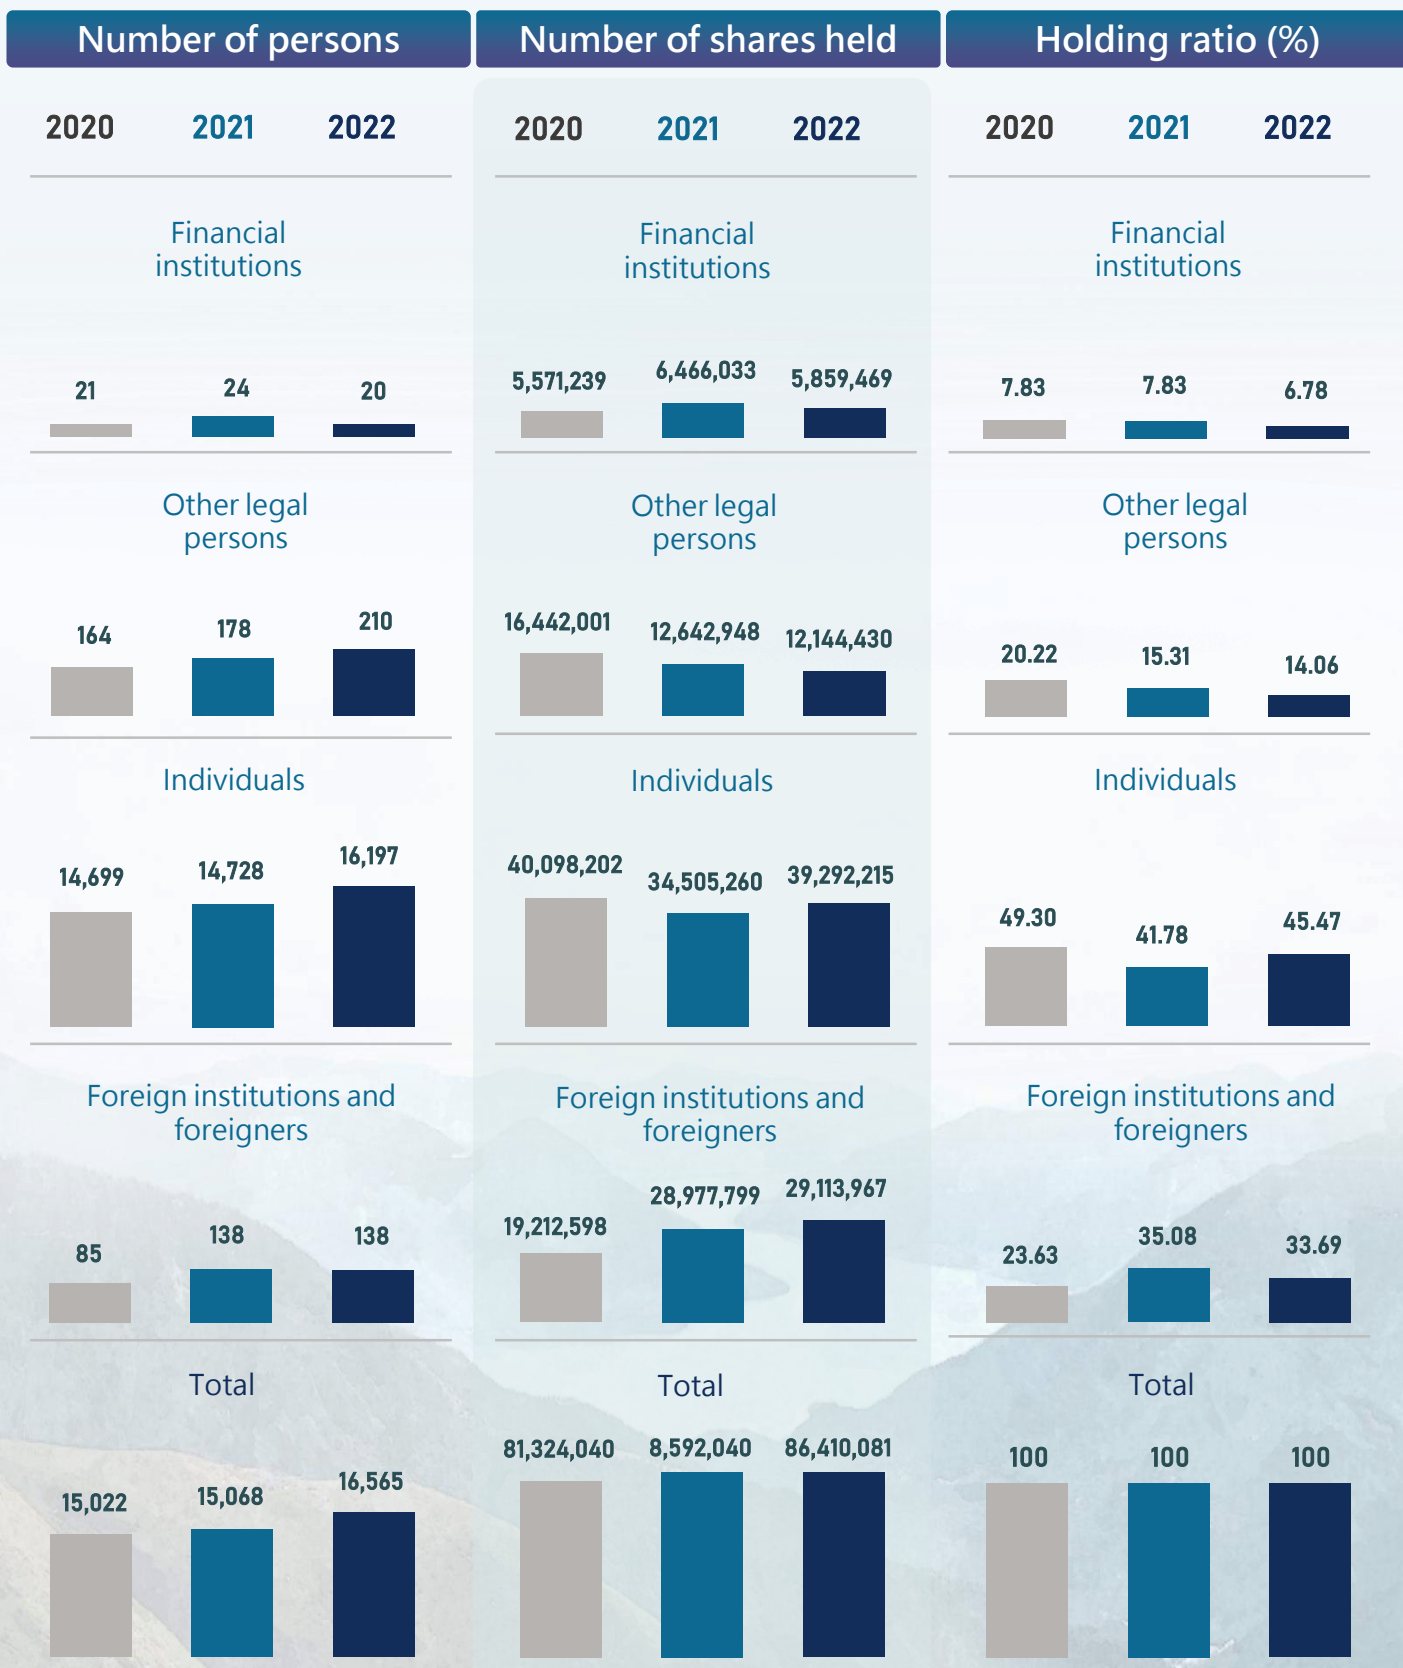 Number of persons
2020 2021 2022
Financial
institutions
21 24 20
Other legal
persons
164 178 210
Individuals
14,699 14,728 16,197
Foreign institutions and
foreigners
85 138 138
Total
15,022 15,068 16,565
Number of shares held
2020 2021 2022
Financial
institutions
5,571,239 6,466,033 5,859,469
Other legal
persons
16,442,001 12,642,948 12,144,430
Individuals
40,098,202 34,505,260 39,292,215
Foreign institutions and
foreigners
19,212,598 28,977,799 29,113,967
Total
81,324,040 8,592,040 86,410,081
Holding ratio (%)
2020 2021 2022
Financial
institutions
7.83 7.83 6.78
Other legal
persons
20.22 15.31 14.06
Individuals
49.30 41.78 45.47
Foreign institutions and
foreigners
23.63 35.08 33.69
Total
100 100 100